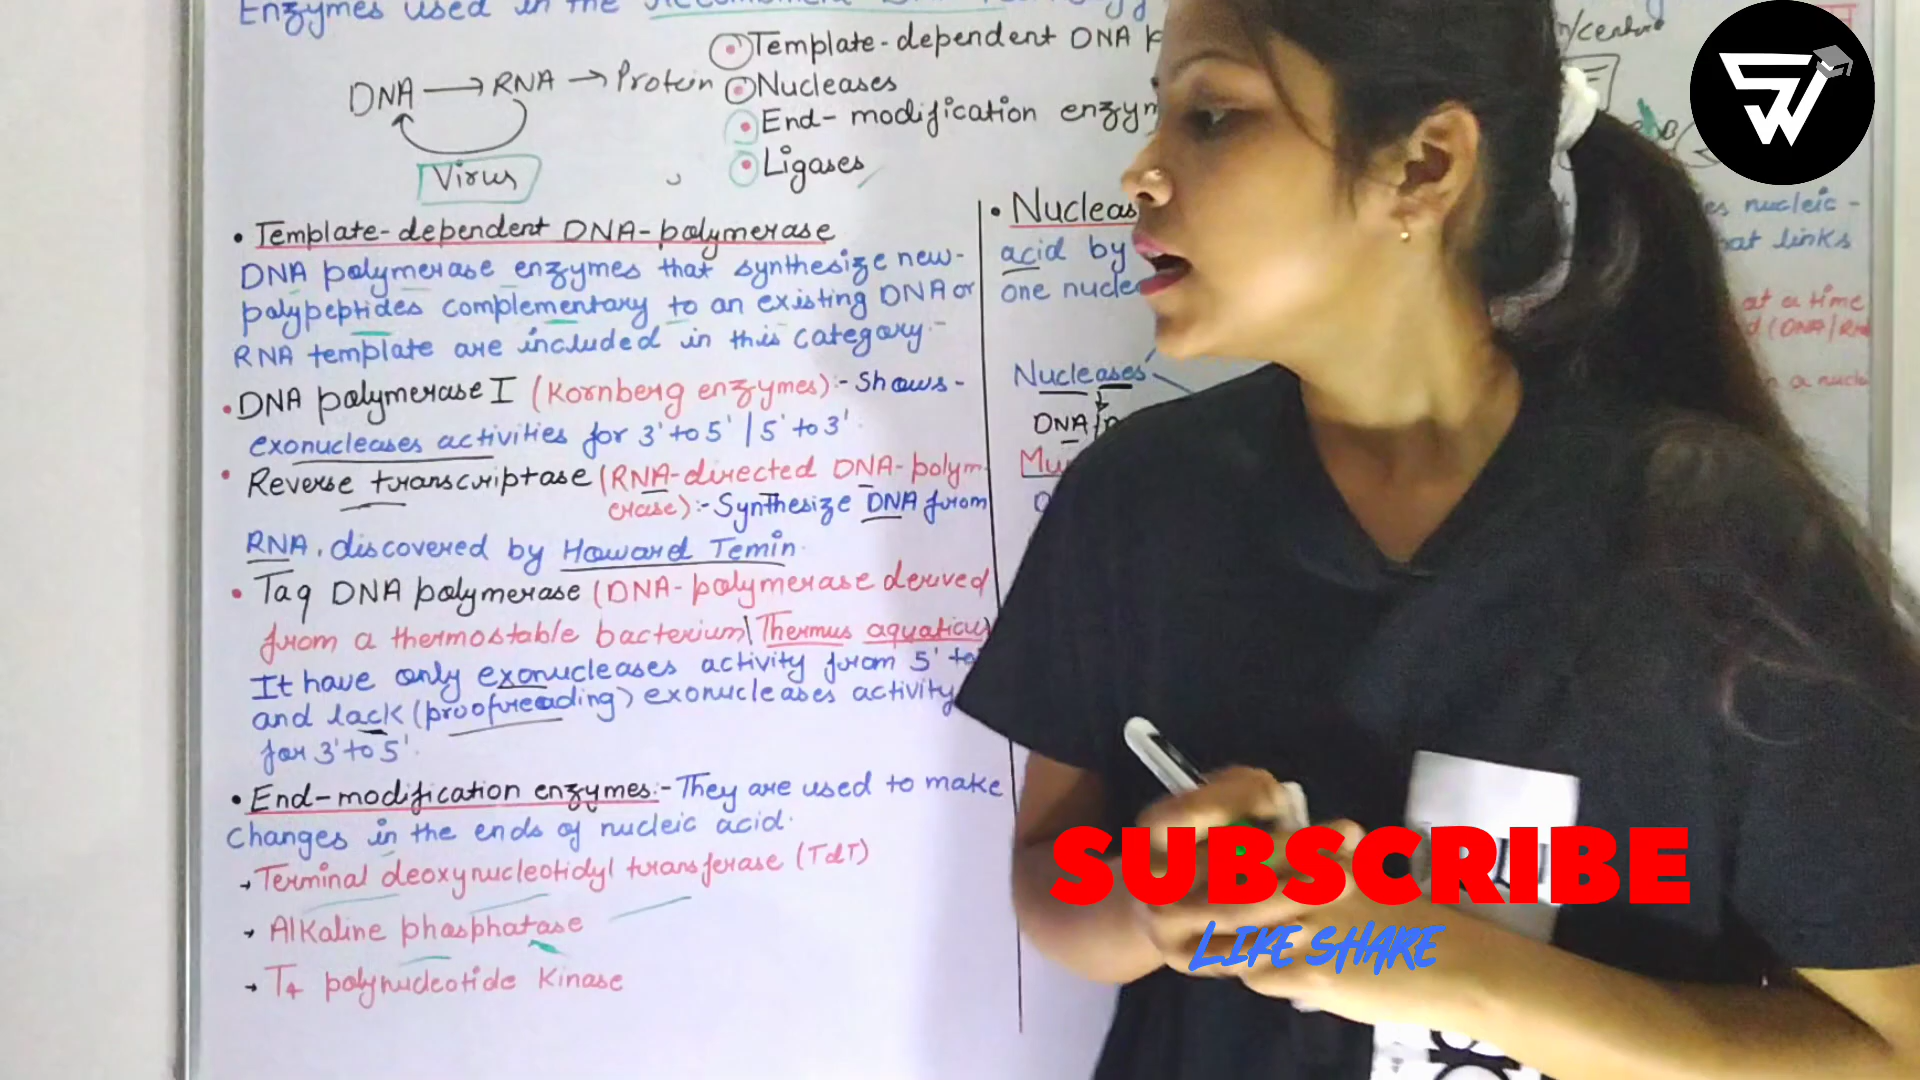 Enzymes used in the Recombinant DNA
DNA → RNA → Protein
Virus
Template-dependent DNA
Nucleases
End-modification enzym
Ligases
• Template-dependent DNA-polymerase
DNA polymerase enzymes that synthesize new-
polypeptides complementary to an existing DNA or
RNA template are included in this category-
• DNA polymerase I (Kornberg enzymes):- Shows-
exonucleases activities for 3' to 5' | 5' to 3'.
• Reverse transcriptase (RNA-directed DNA-polym-
erase):- Synthesize DNA from
RNA. discovered by Howard Temin.
• Taq DNA polymerase (DNA-polymerase derived
from a thermostable bacterium\ Thermus aquaticus
It have only exonucleases activity from 5' to
and lack (proofreading) exonucleases activity
for 3' to 5'.
• End-modification enzymes:- They are used to make
changes in the ends of nucleic acid.
→ Terminal deoxynucleotidyl transferase (TdT)
→ Alkaline phosphatase
→ T4 polynucleotide Kinase
• Nucleas
es nucleic-
acid by
at links
one nucle
at a time
d (DNA/RN
Nucleases
DNA/
SW
SUBSCRIBE
LIKE SHARE